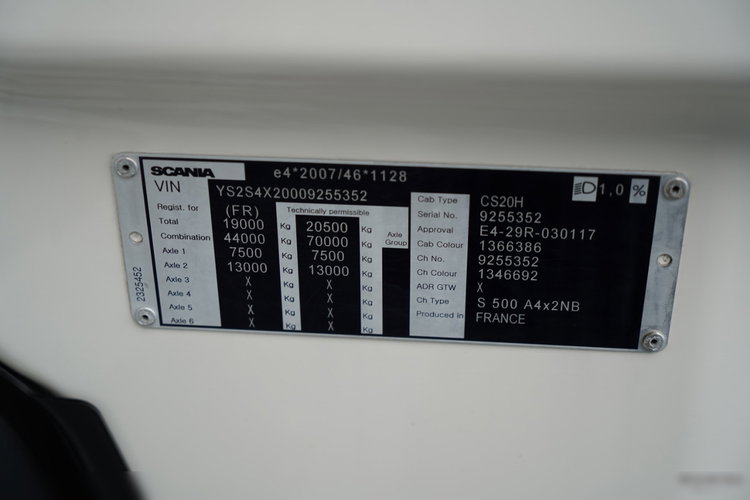 SCANIA e4*2007/46*1128 1,0 %
VIN YS2S4X20009255352
Regist. for (FR) Technically permissible
Total 19000 Kg 20500 Kg Axle Group
Combination 44000 Kg 70000 Kg
Axle 1 7500 Kg 7500 Kg
Axle 2 13000 Kg 13000 Kg
Axle 3 X Kg X Kg
Axle 4 X Kg X Kg
Axle 5 X Kg X Kg
Axle 6 X Kg X Kg
Cab Type CS20H
Serial No. 9255352
Approval E4-29R-030117
Cab Colour 1366386
Ch No. 9255352
Ch Colour 1346692
ADR GTW X
Ch Type S 500 A4x2NB
Produced in FRANCE
2325452